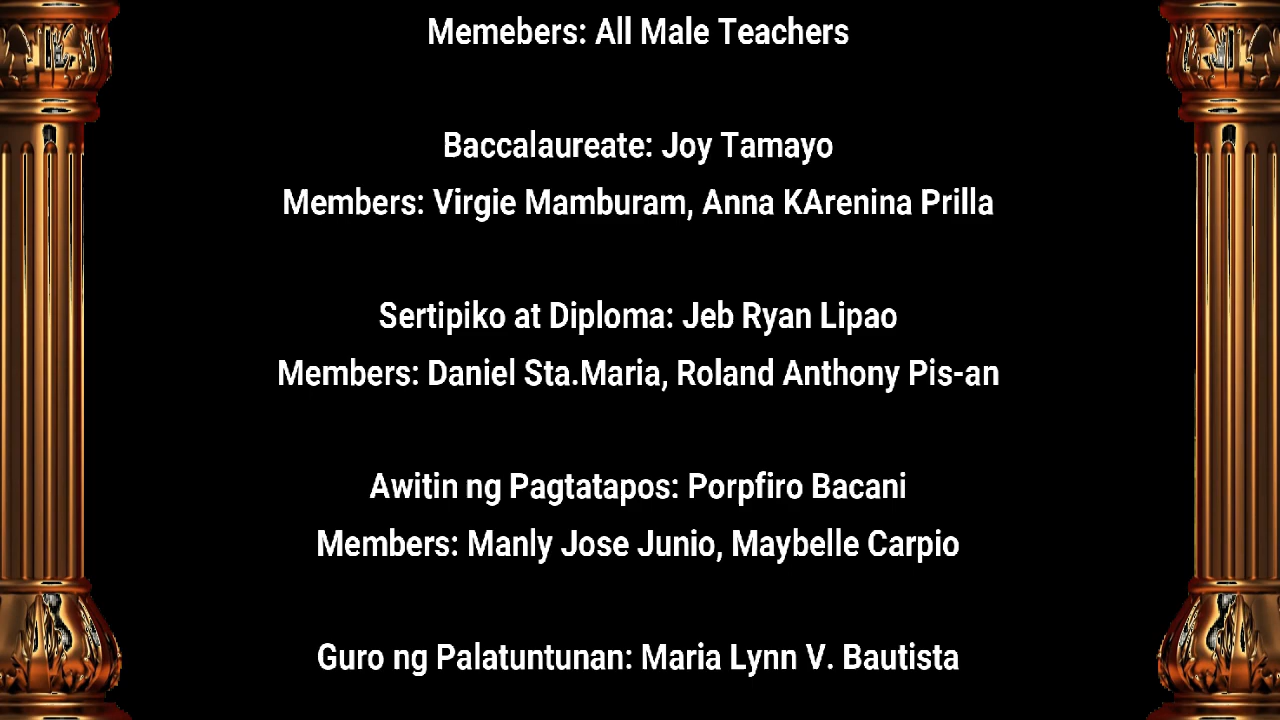 Memebers: All Male Teachers
Baccalaureate: Joy Tamayo
Members: Virgie Mamburam, Anna KArenina Prilla
Sertipiko at Diploma: Jeb Ryan Lipao
Members: Daniel Sta.Maria, Roland Anthony Pis-an
Awitin ng Pagtatapos: Porpfiro Bacani
Members: Manly Jose Junio, Maybelle Carpio
Guro ng Palatuntunan: Maria Lynn V. Bautista